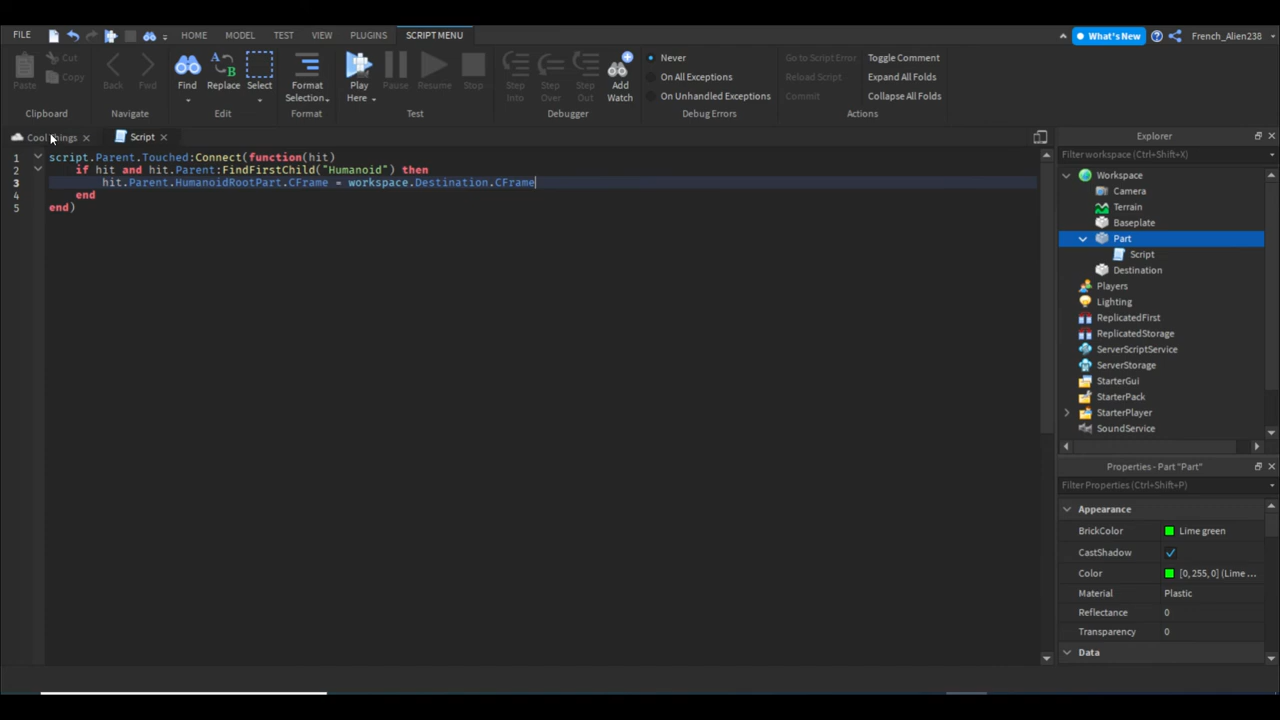 FILE HOME MODEL TEST VIEW PLUGINS SCRIPT MENU What's New French_Alien238
Cut
Copy
Paste
Back Fwd
Find Replace Select
Format
Selection
Play
Here
Pause Resume Stop
Step
Into
Step
Over
Step
Out
Add
Watch
Never
On All Exceptions
On Unhandled Exceptions
Go to Script Error
Reload Script
Commit
Toggle Comment
Expand All Folds
Collapse All Folds
Clipboard Navigate Edit Format Test Debugger Debug Errors Actions
Cool Things Script
1 script.Parent.Touched:Connect(function(hit)
2 if hit and hit.Parent:FindFirstChild("Humanoid") then
3 hit.Parent.HumanoidRootPart.CFrame = workspace.Destination.CFrame
4 end
5 end)
Explorer
Filter workspace (Ctrl+Shift+X)
Workspace
Camera
Terrain
Baseplate
Part
Script
Destination
Players
Lighting
ReplicatedFirst
ReplicatedStorage
ServerScriptService
ServerStorage
StarterGui
StarterPack
StarterPlayer
SoundService
Properties - Part "Part"
Filter Properties (Ctrl+Shift+P)
Appearance
BrickColor Lime green
CastShadow
Color [0, 255, 0] (Lime ...
Material Plastic
Reflectance 0
Transparency 0
Data